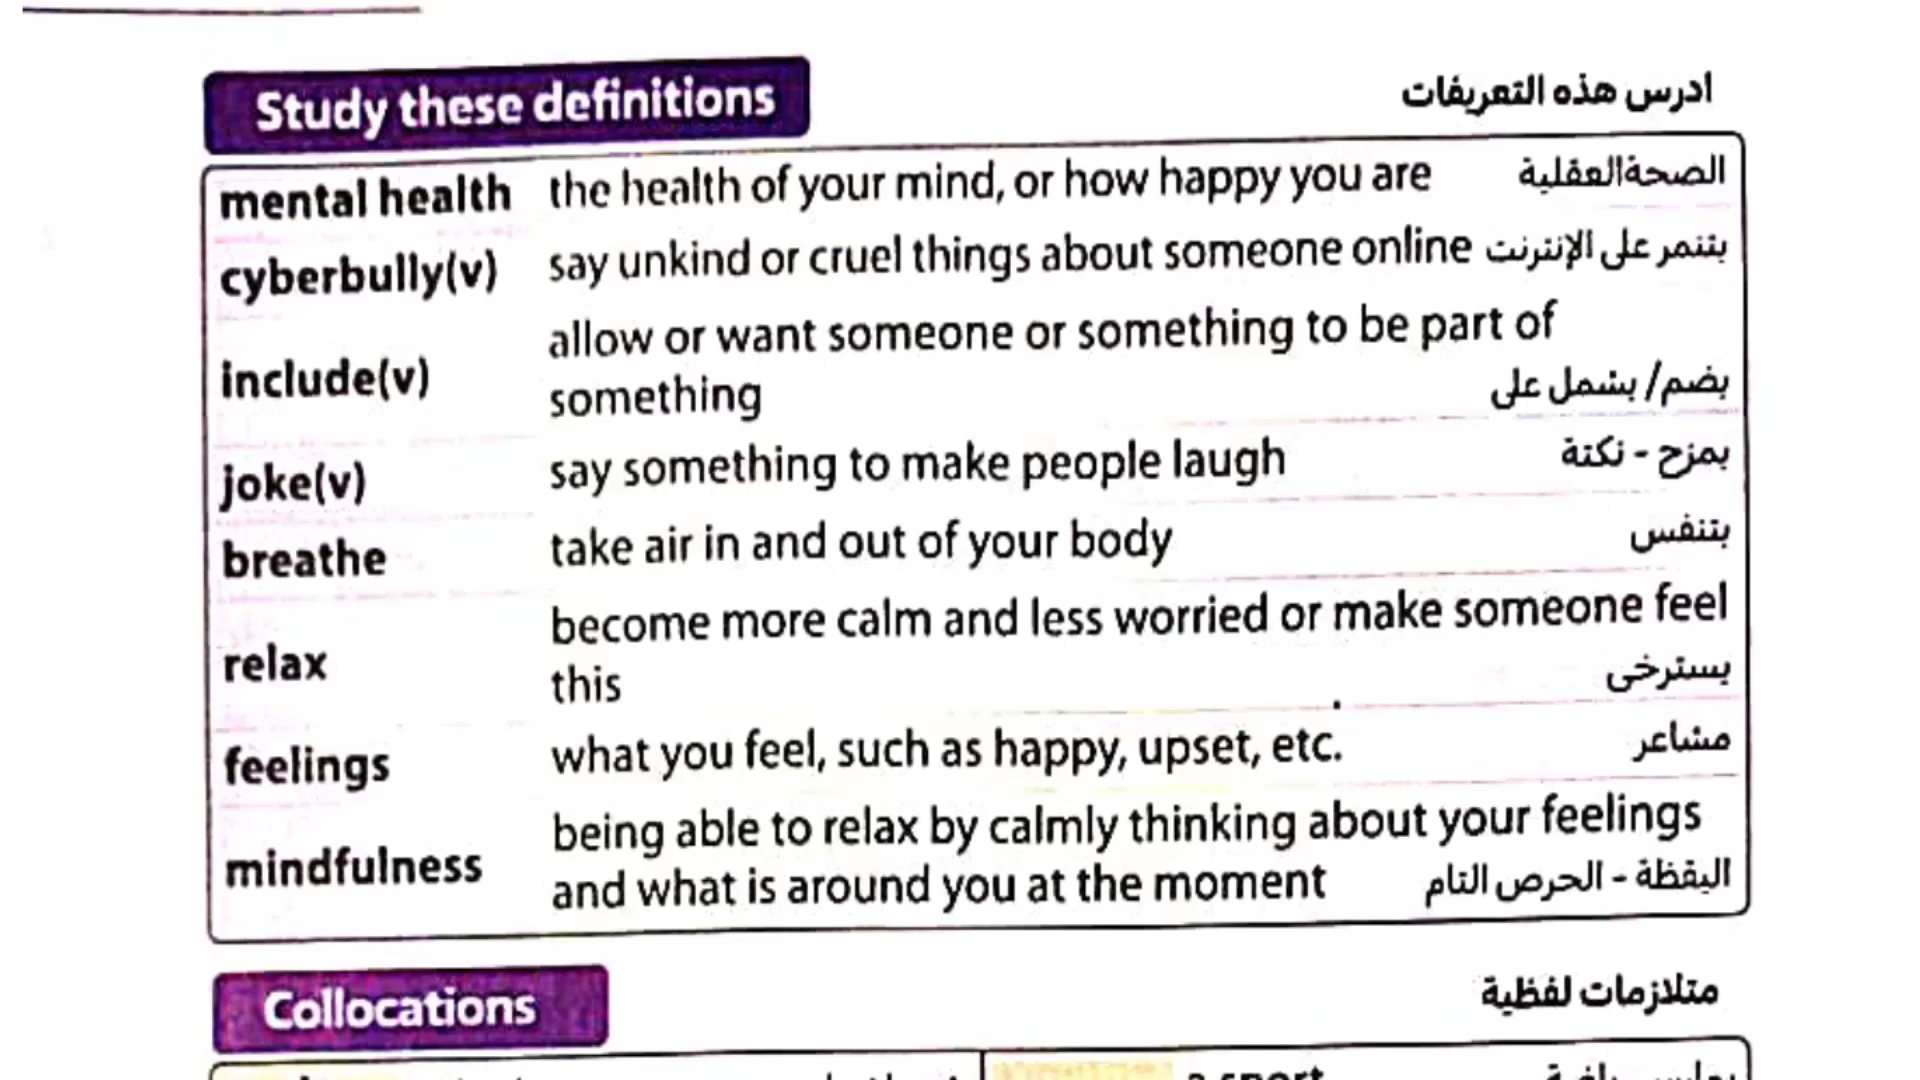 Study these definitions ادرس هذه التعريفات
mental health the health of your mind, or how happy you are الصحة العقلية
cyberbully(v) say unkind or cruel things about someone online يتنمر على الإنترنت
include(v) allow or want someone or something to be part of
something يضم/ يشمل على
joke(v) say something to make people laugh يمزح - نكتة
breathe take air in and out of your body يتنفس
relax become more calm and less worried or make someone feel
this يسترخى
feelings what you feel, such as happy, upset, etc. مشاعر
mindfulness being able to relax by calmly thinking about your feelings
and what is around you at the moment اليقظة - الحرص التام
Collocations متلازمات لفظية
a sport